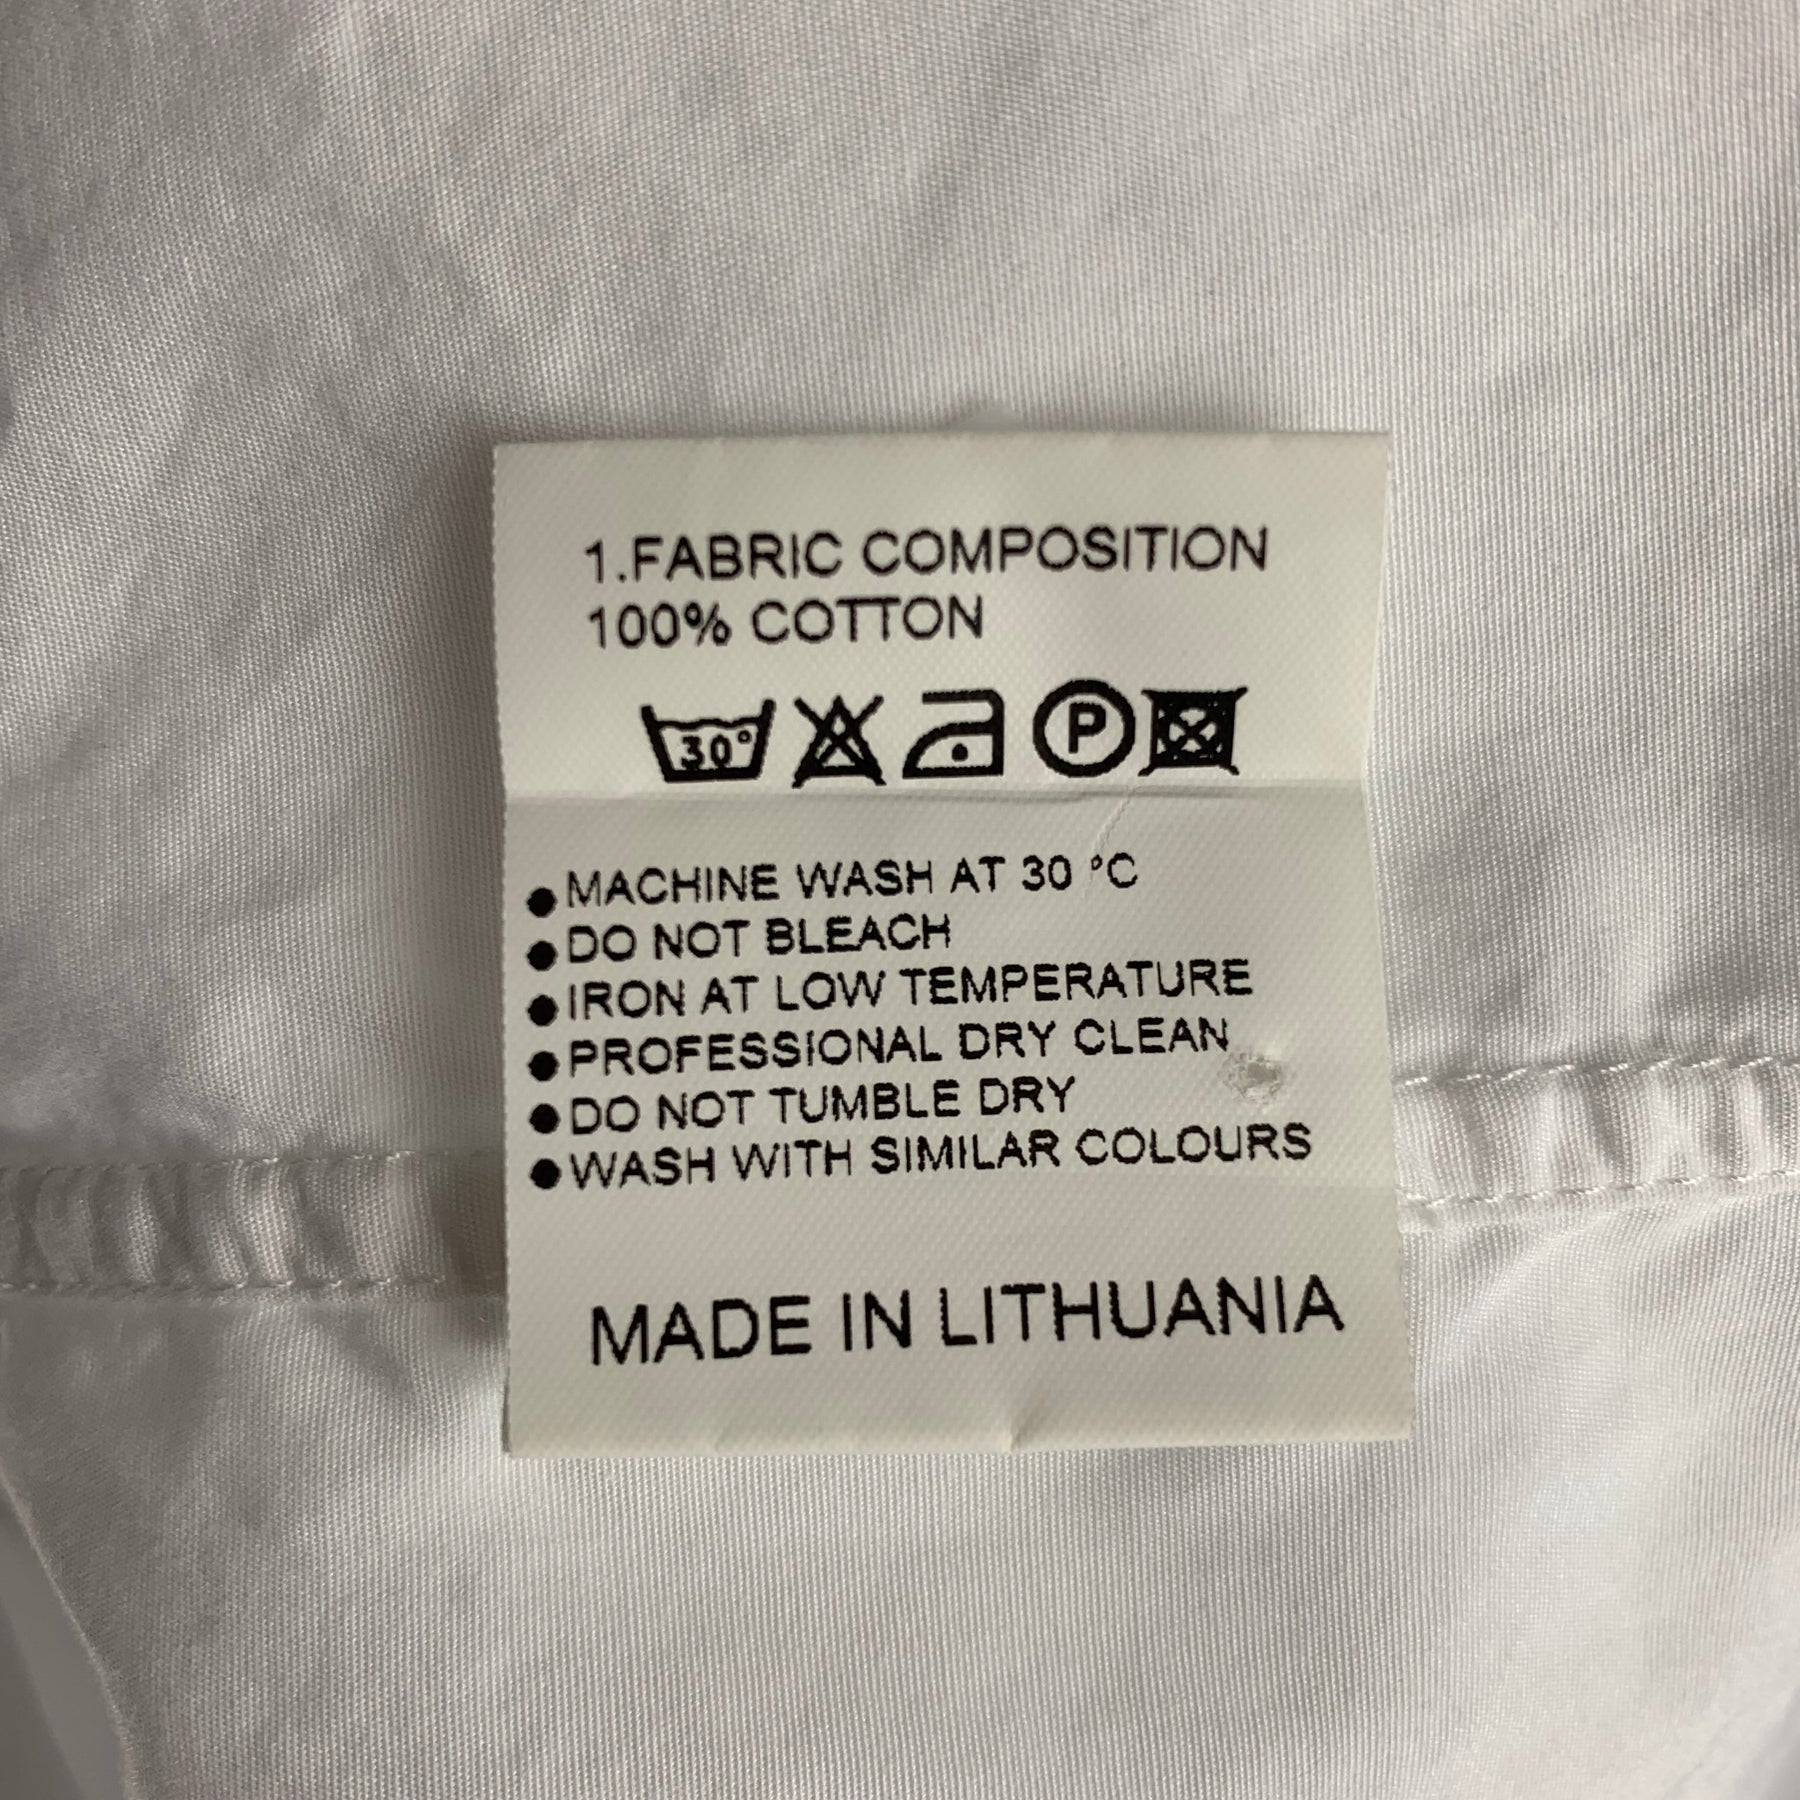 1.FABRIC COMPOSITION
100% COTTON
30° P
●MACHINE WASH AT 30 °C
●DO NOT BLEACH
●IRON AT LOW TEMPERATURE
●PROFESSIONAL DRY CLEAN
●DO NOT TUMBLE DRY
●WASH WITH SIMILAR COLOURS
MADE IN LITHUANIA